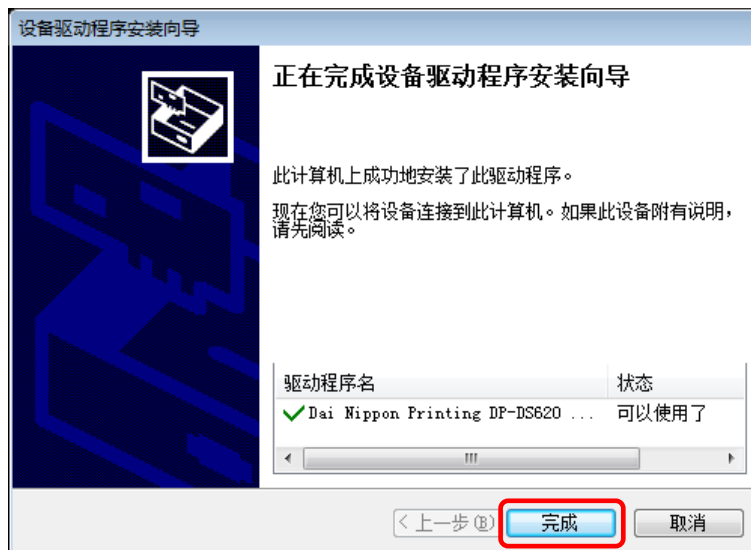 设备驱动程序安装向导
正在完成设备驱动程序安装向导
此计算机上成功地安装了此驱动程序。
现在您可以将设备连接到此计算机。如果此设备附有说明，
请先阅读。
驱动程序名 状态
Dai Nippon Printing DP-DS620 ... 可以使用了
<上一步(B) 完成 取消